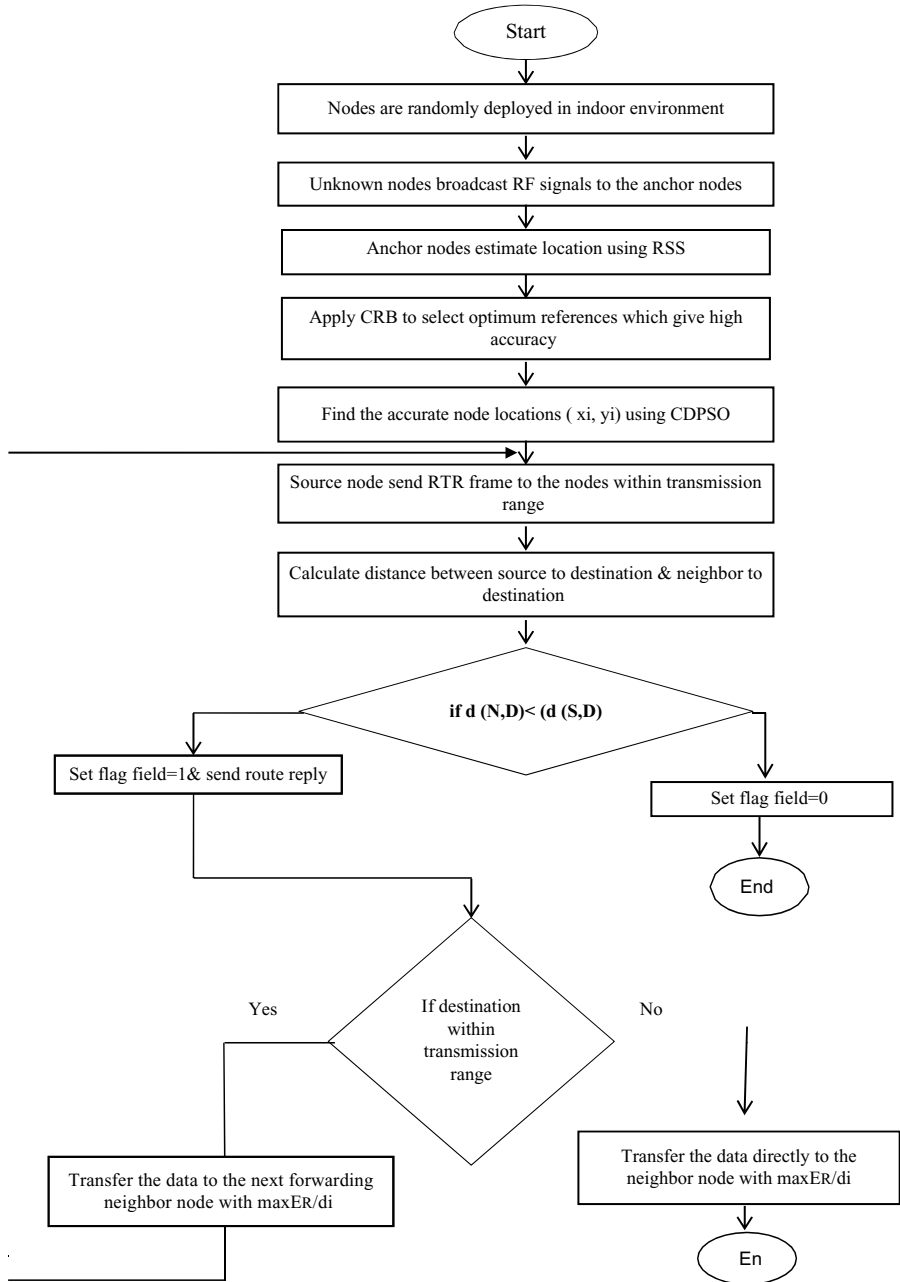 Start
Nodes are randomly deployed in indoor environment
Unknown nodes broadcast RF signals to the anchor nodes
Anchor nodes estimate location using RSS
Apply CRB to select optimum references which give high
accuracy
Find the accurate node locations ( xi, yi) using CDPSO
Source node send RTR frame to the nodes within transmission
range
Calculate distance between source to destination & neighbor to
destination
if d (N,D)< (d (S,D)
Set flag field=1& send route reply
Set flag field=0
End
Yes
If destination
within
transmission
range
No
Transfer the data to the next forwarding
neighbor node with maxER/di
Transfer the data directly to the
neighbor node with maxER/di
En